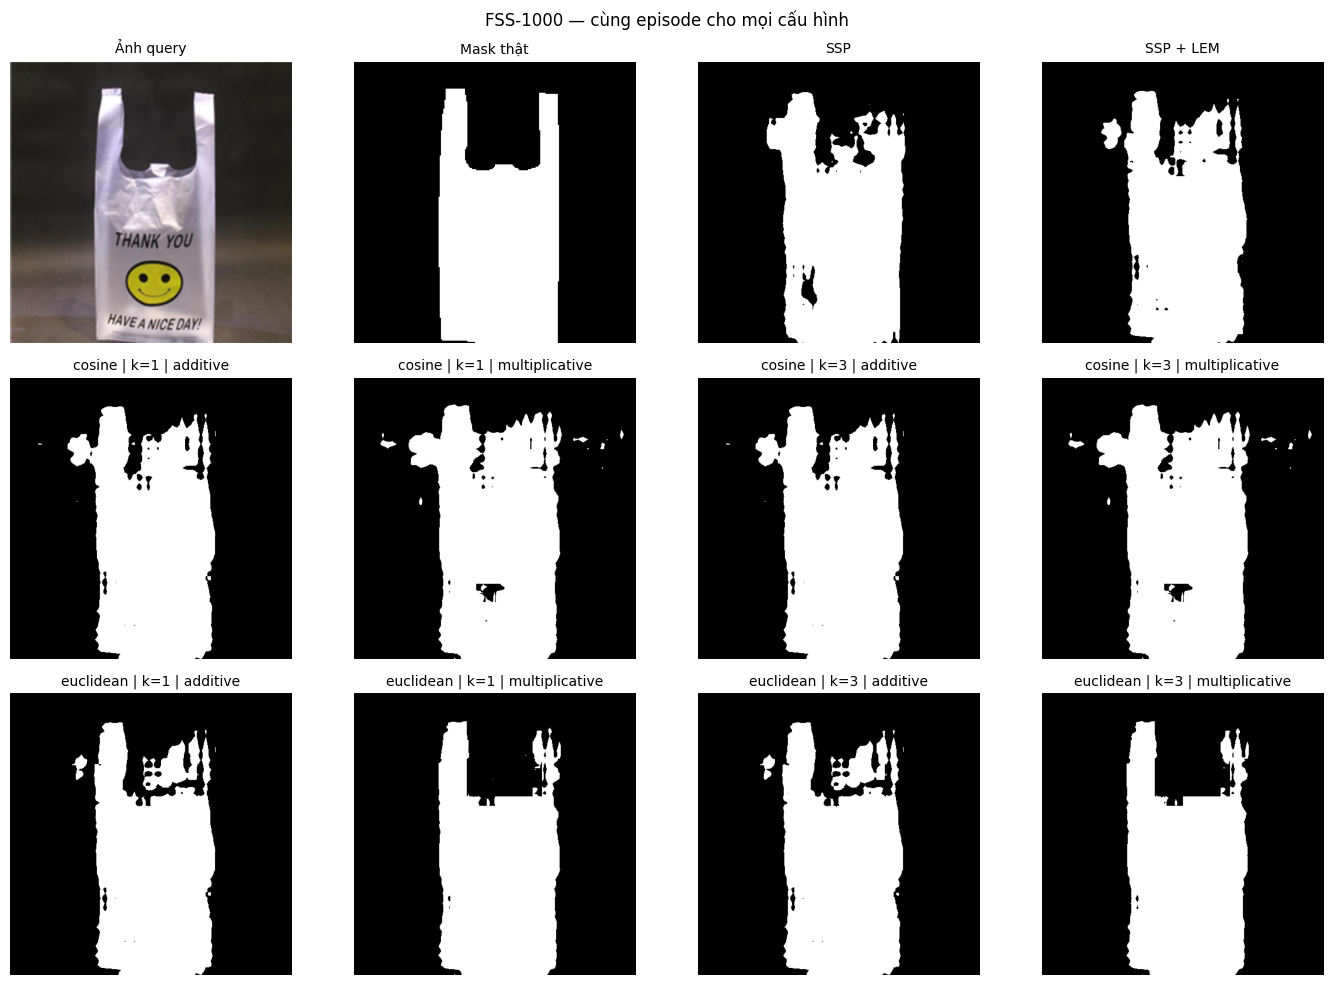 FSS-1000 — cùng episode cho mọi cấu hình
Ảnh query
Mask thật
SSP
SSP + LEM
THANK YOU
HAVE A NICE DAY!
cosine | k=1 | additive
cosine | k=1 | multiplicative
cosine | k=3 | additive
cosine | k=3 | multiplicative
euclidean | k=1 | additive
euclidean | k=1 | multiplicative
euclidean | k=3 | additive
euclidean | k=3 | multiplicative